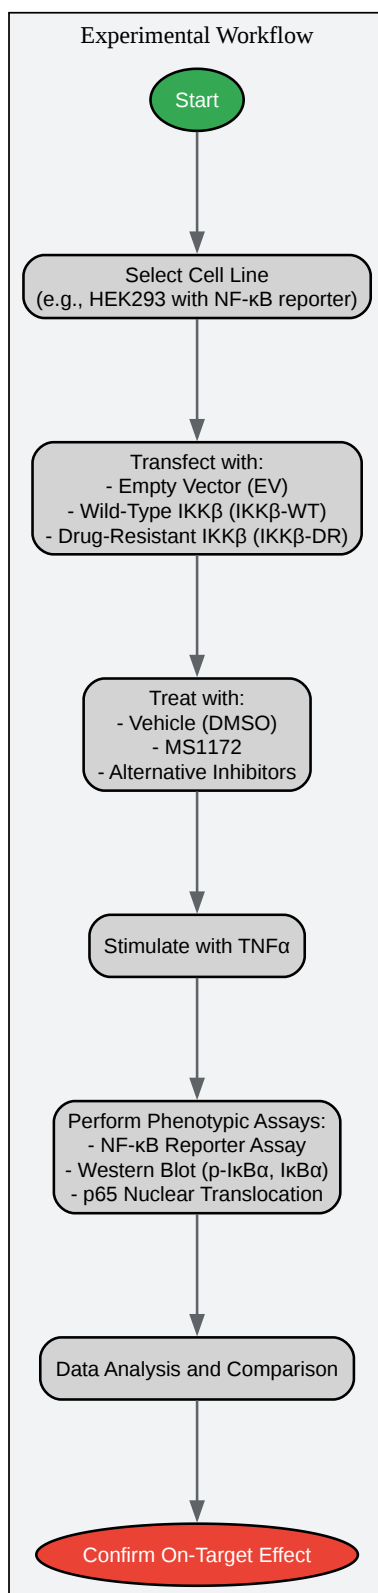 Experimental Workflow
Start
Select Cell Line
(e.g., HEK293 with NF-κB reporter)
Transfect with:
- Empty Vector (EV)
- Wild-Type IKKβ (IKKβ-WT)
- Drug-Resistant IKKβ (IKKβ-DR)
Treat with:
- Vehicle (DMSO)
- MS1172
- Alternative Inhibitors
Stimulate with TNFα
Perform Phenotypic Assays:
- NF-κB Reporter Assay
- Western Blot (p-IκBα, IκBα)
- p65 Nuclear Translocation
Data Analysis and Comparison
Confirm On-Target Effect